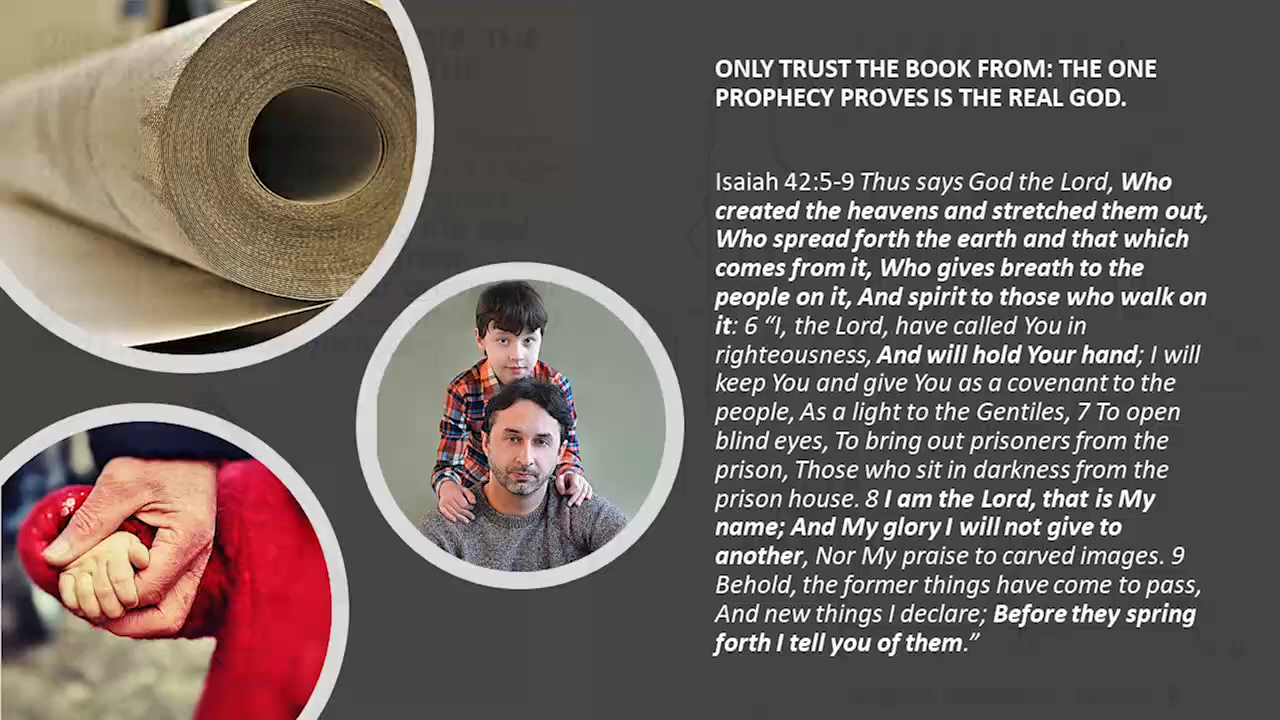 ONLY TRUST THE BOOK FROM: THE ONE
PROPHECY PROVES IS THE REAL GOD.
Isaiah 42:5-9 Thus says God the Lord, Who
created the heavens and stretched them out,
Who spread forth the earth and that which
comes from it, Who gives breath to the
people on it, And spirit to those who walk on
it: 6 “I, the Lord, have called You in
righteousness, And will hold Your hand; I will
keep You and give You as a covenant to the
people, As a light to the Gentiles, 7 To open
blind eyes, To bring out prisoners from the
prison, Those who sit in darkness from the
prison house. 8 I am the Lord, that is My
name; And My glory I will not give to
another, Nor My praise to carved images. 9
Behold, the former things have come to pass,
And new things I declare; Before they spring
forth I tell you of them.”